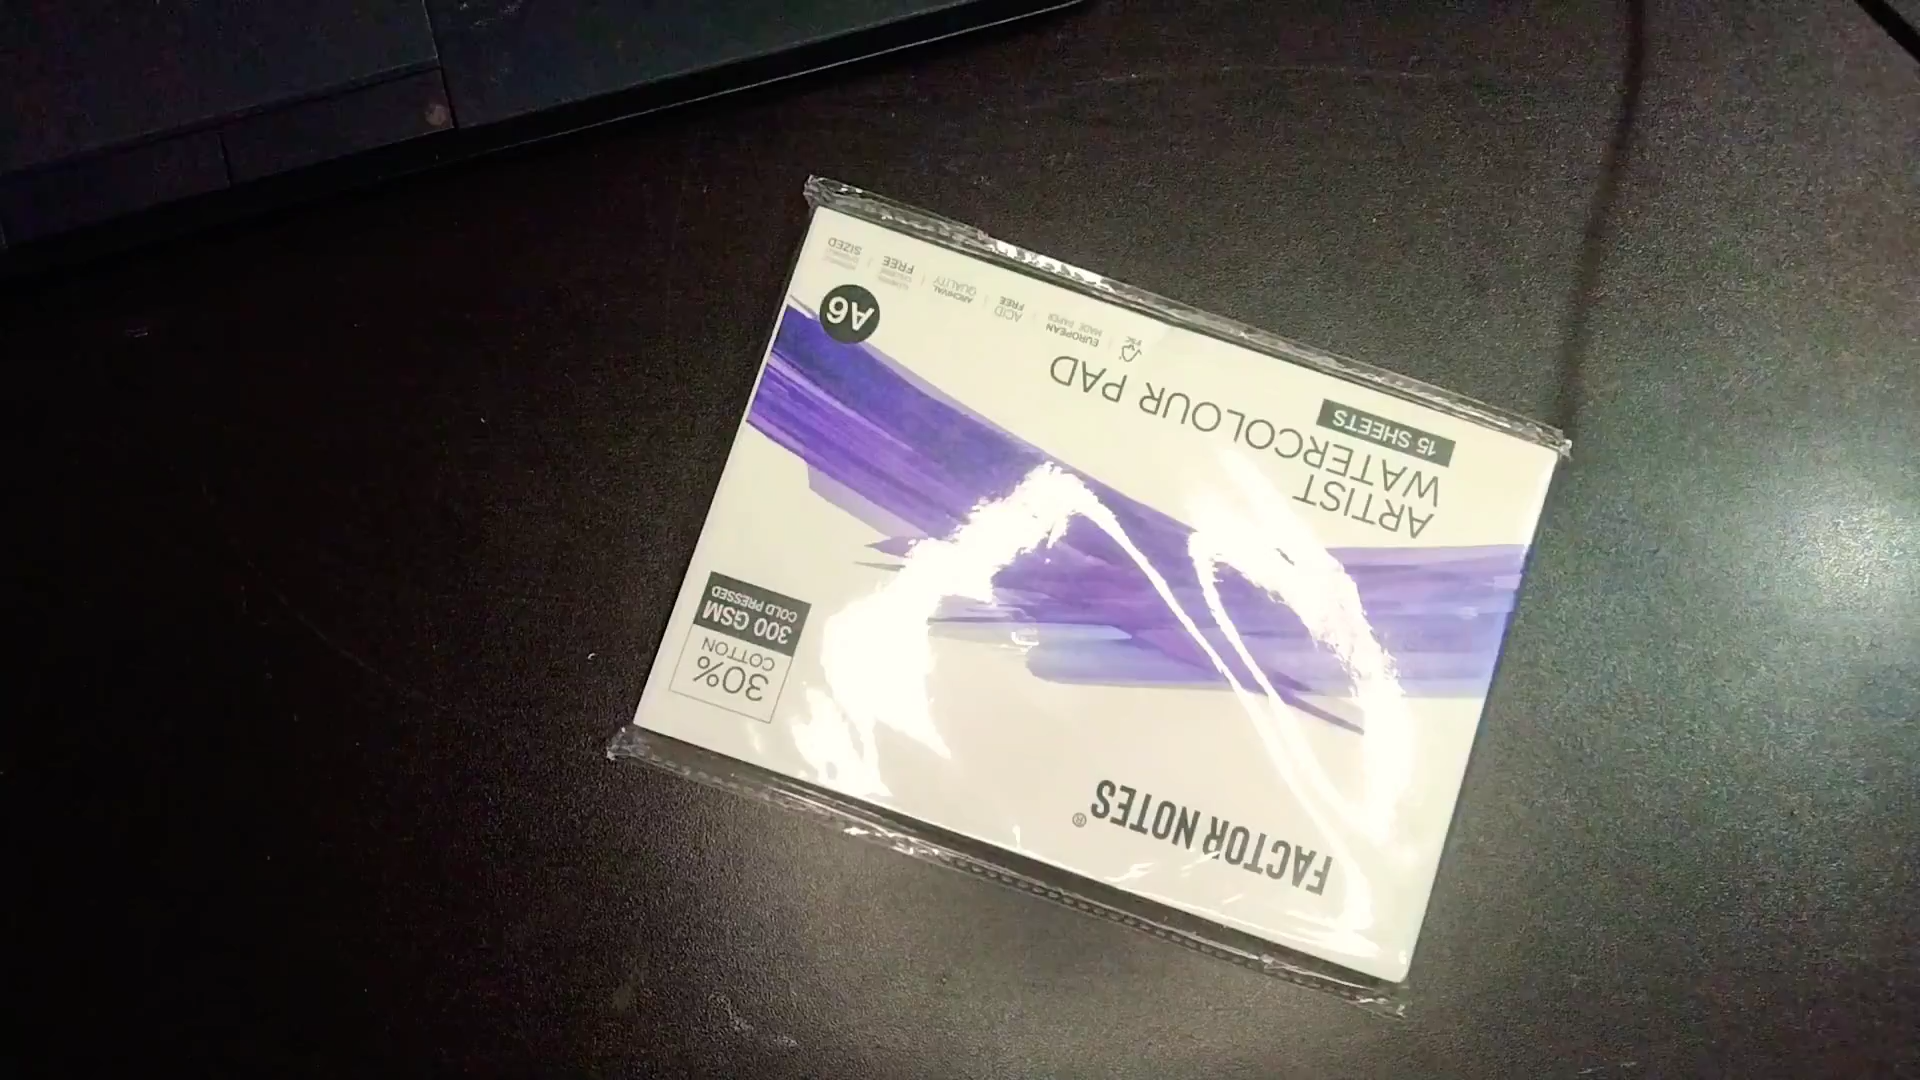 FACTOR NOTES®
30%
COTTON
300 GSM
COLD PRESSED
ARTIST
WATERCOLOUR PAD
15 SHEETS
EUROPEAN
MADE PAPER
ACID
FREE
ARCHIVAL
QUALITY
FREE
SIZED
A6